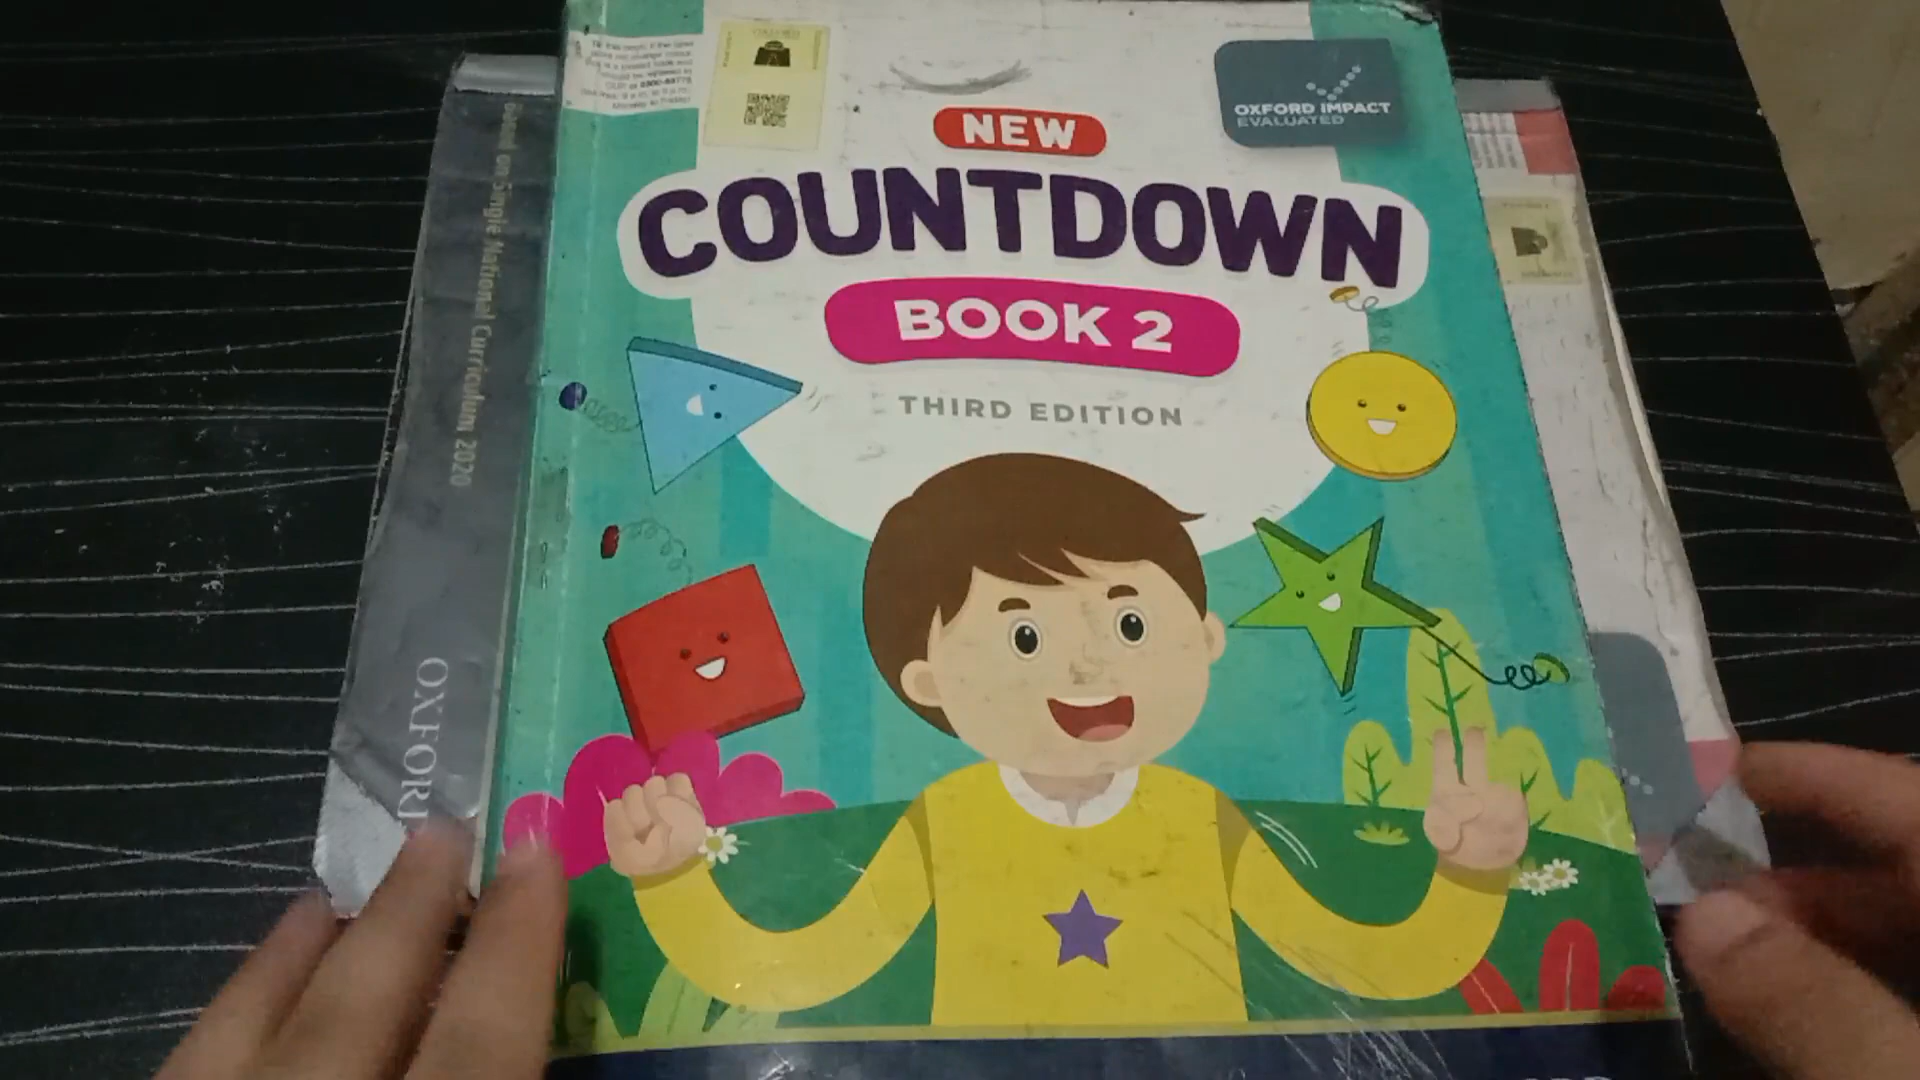 NEW
COUNTDOWN
BOOK 2
THIRD EDITION
OXFORD IMPACT
EVALUATED
Based on Single National Curriculum 2020
OXFORD